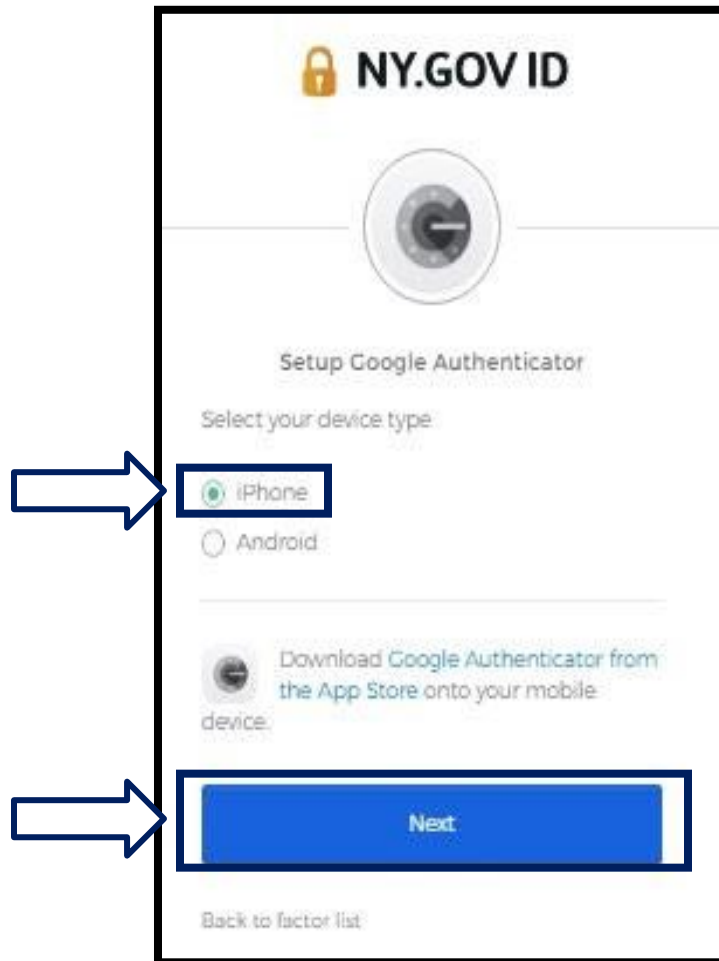 NY.GOV ID
Setup Google Authenticator
Select your device type
iPhone
Android
Download Google Authenticator from
the App Store onto your mobile
device.
Next
Back to factor list